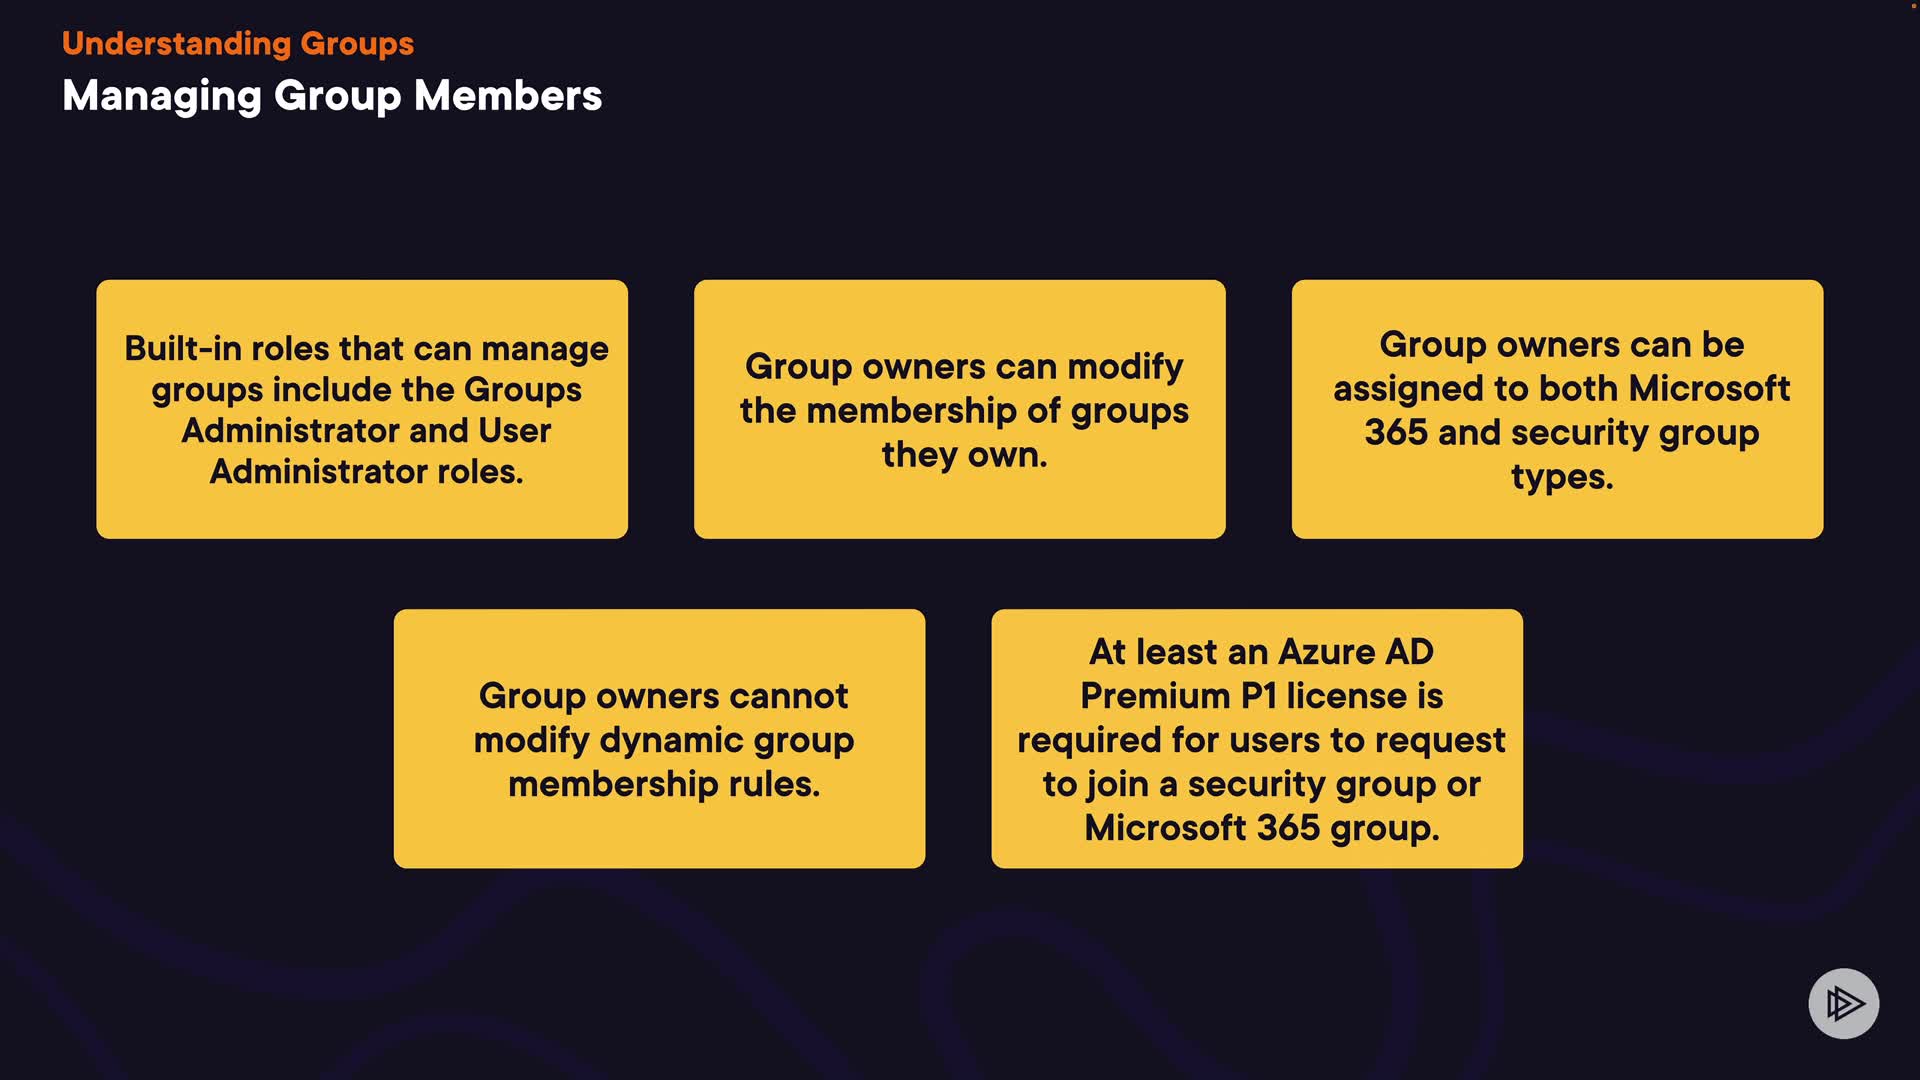 Understanding Groups
Managing Group Members
Built-in roles that can manage
groups include the Groups
Administrator and User
Administrator roles.
Group owners can modify
the membership of groups
they own.
Group owners can be
assigned to both Microsoft
365 and security group
types.
Group owners cannot
modify dynamic group
membership rules.
At least an Azure AD
Premium P1 license is
required for users to request
to join a security group or
Microsoft 365 group.